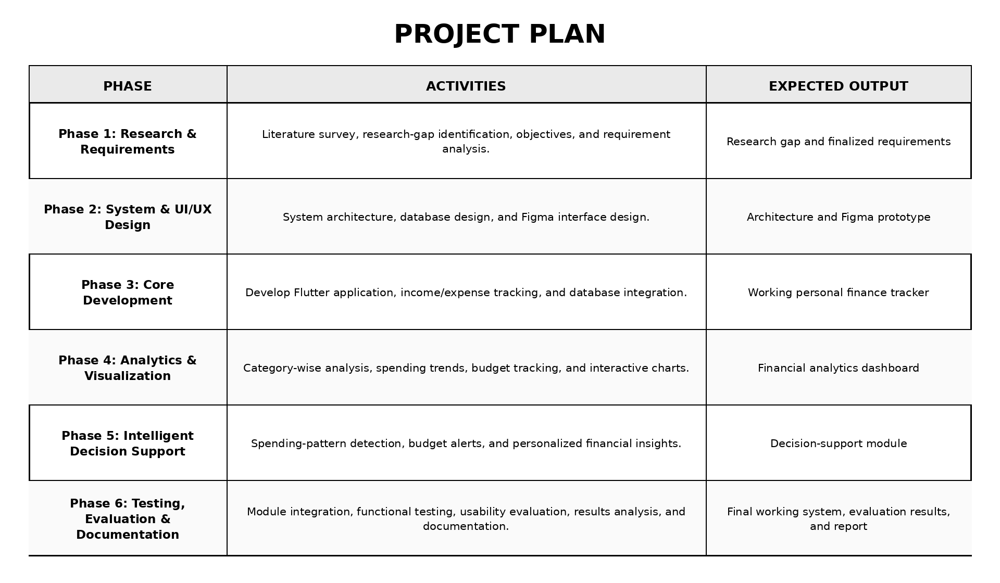 PROJECT PLAN
PHASE
ACTIVITIES
EXPECTED OUTPUT
Phase 1: Research &
Requirements
Literature survey, research-gap identification, objectives, and requirement
analysis.
Research gap and finalized requirements
Phase 2: System & UI/UX
Design
System architecture, database design, and Figma interface design.
Architecture and Figma prototype
Phase 3: Core
Development
Develop Flutter application, income/expense tracking, and database integration.
Working personal finance tracker
Phase 4: Analytics &
Visualization
Category-wise analysis, spending trends, budget tracking, and interactive charts.
Financial analytics dashboard
Phase 5: Intelligent
Decision Support
Spending-pattern detection, budget alerts, and personalized financial insights.
Decision-support module
Phase 6: Testing,
Evaluation &
Documentation
Module integration, functional testing, usability evaluation, results analysis, and
documentation.
Final working system, evaluation results,
and report